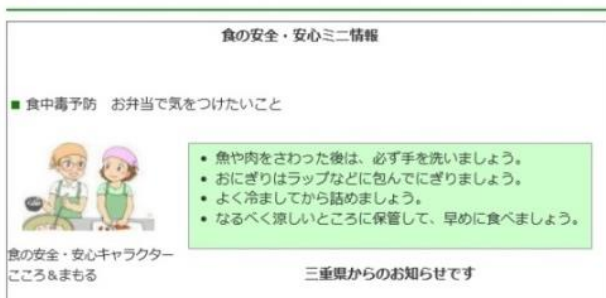 食の安全・安心ミニ情報
■ 食中毒予防　お弁当で気をつけたいこと
• 魚や肉をさわった後は、必ず手を洗いましょう。
• おにぎりはラップなどに包んでにぎりましょう。
• よく冷ましてから詰めましょう。
• なるべく涼しいところに保管して、早めに食べましょう。
食の安全・安心キャラクター
こころ&まもる
三重県からのお知らせです